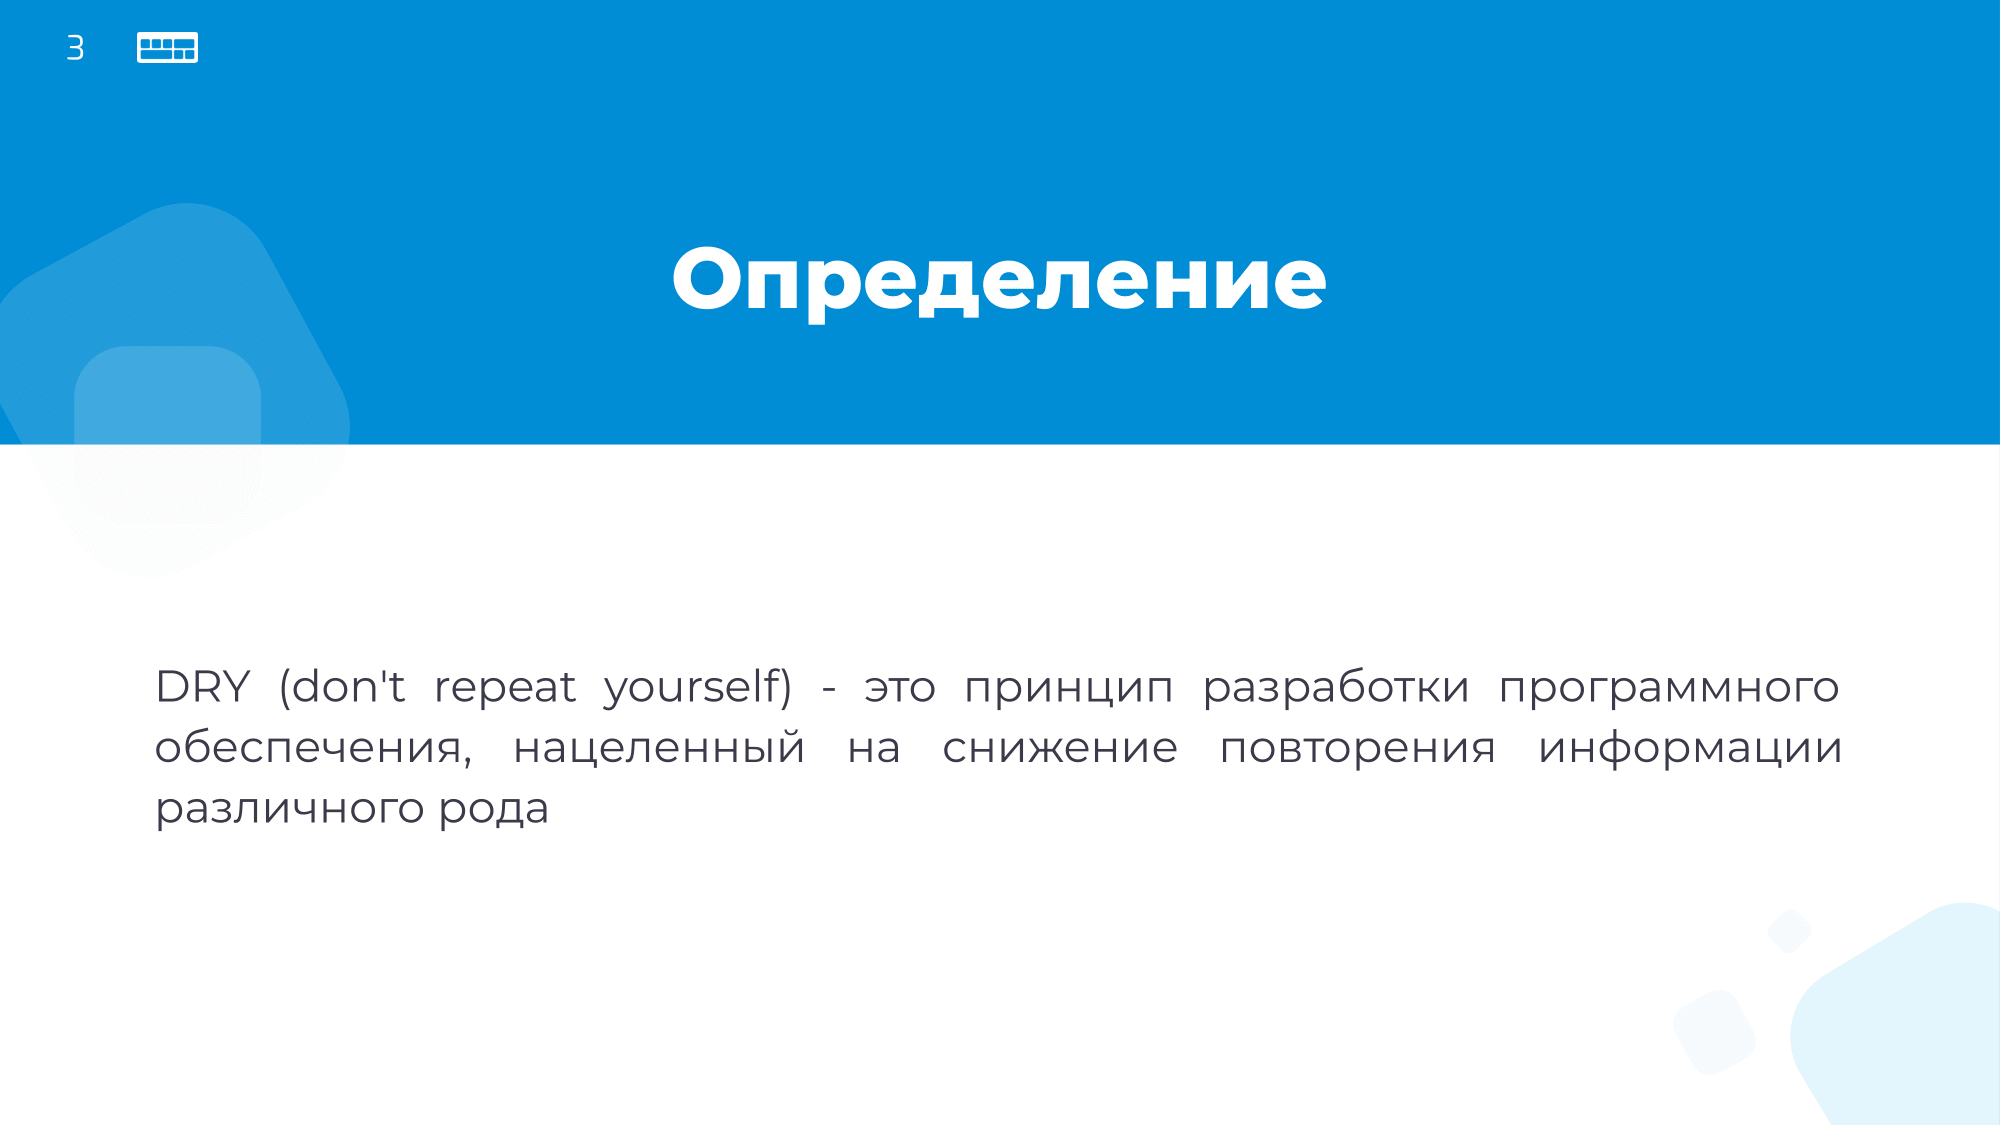 3
Определение
DRY (don't repeat yourself) - это принцип разработки программного
обеспечения, нацеленный на снижение повторения информации
различного рода